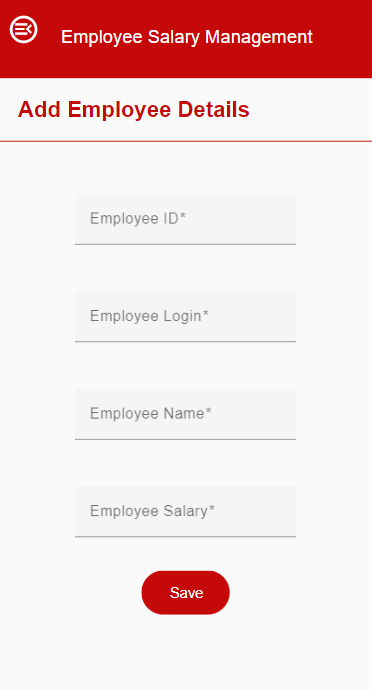 Employee Salary Management
Add Employee Details
Employee ID*
Employee Login*
Employee Name*
Employee Salary*
Save